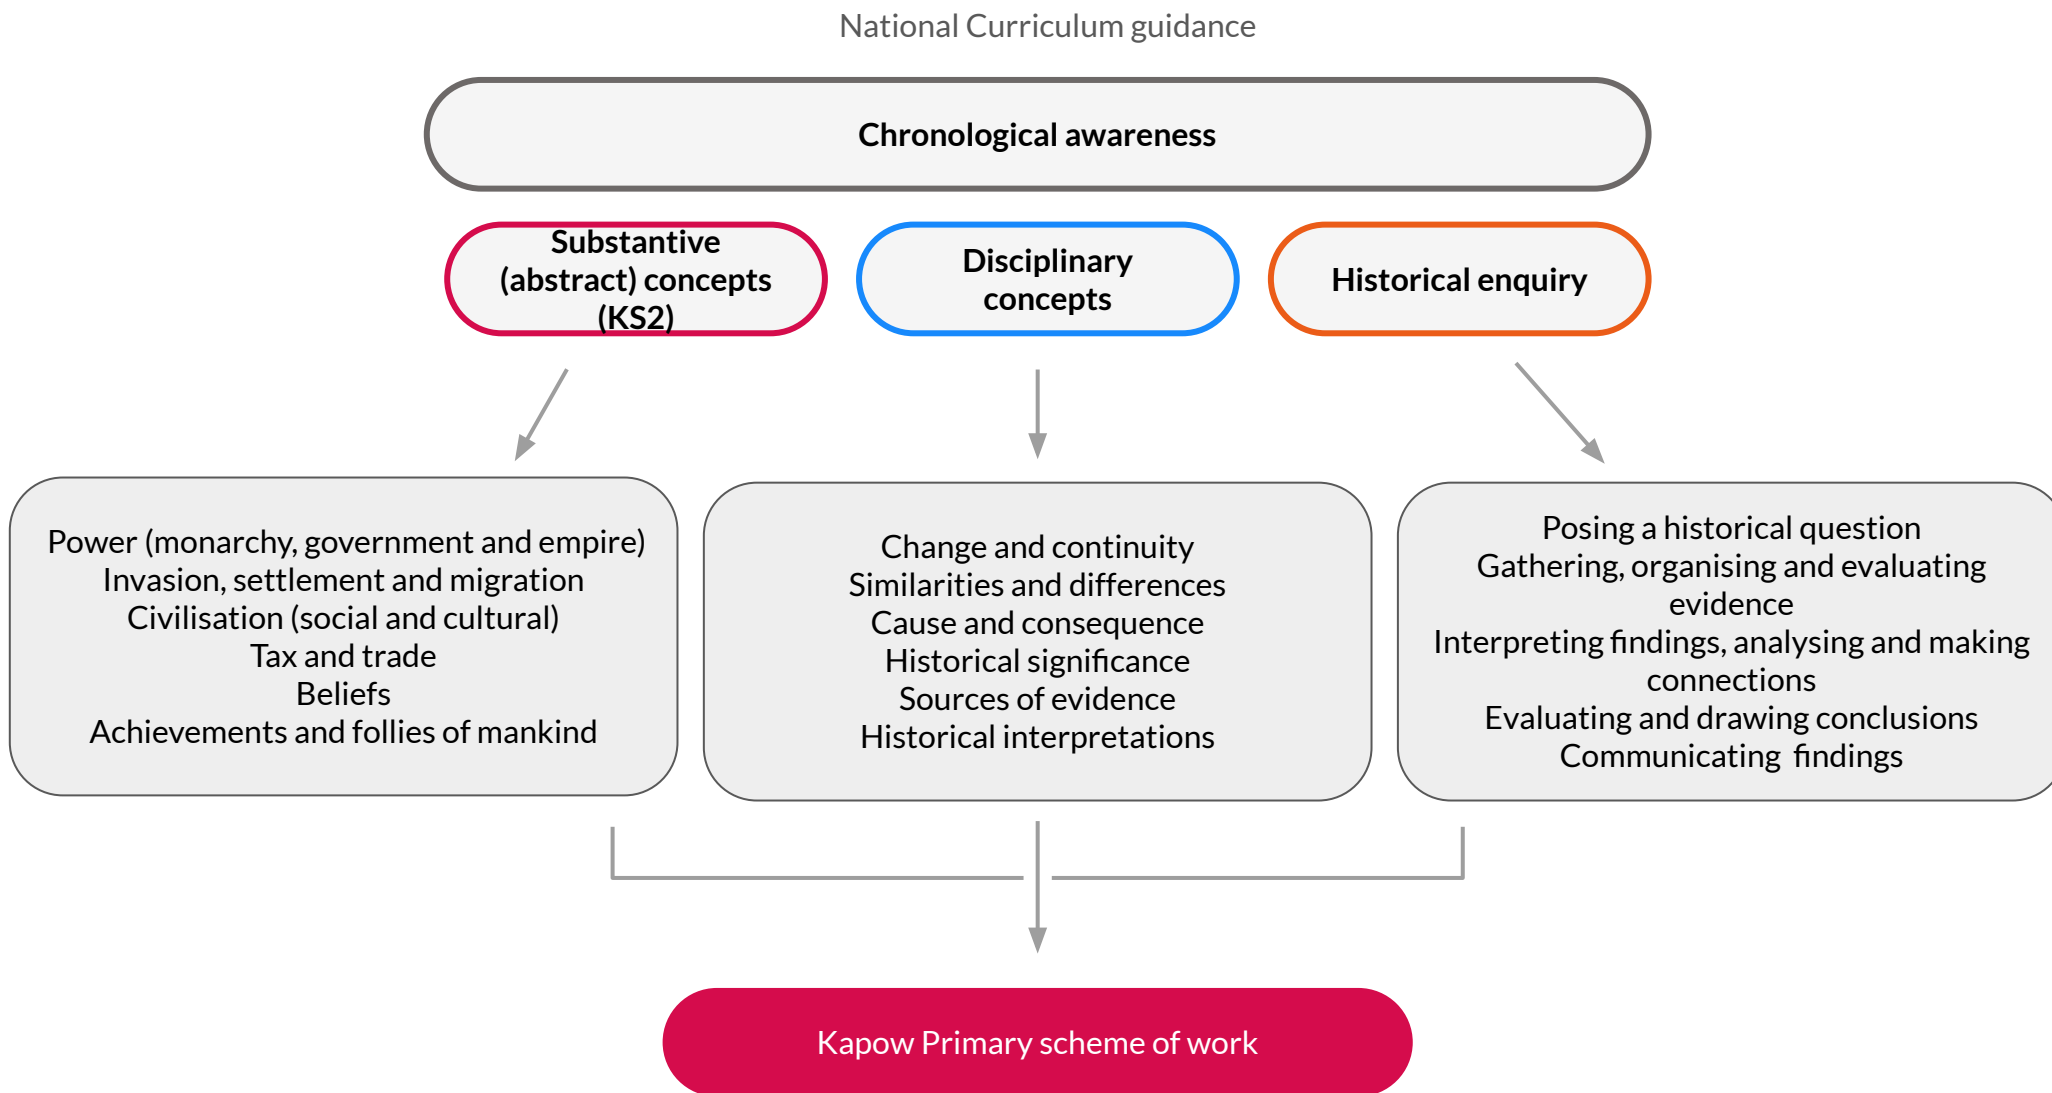 National Curriculum guidance
Chronological awareness
Substantive
(abstract) concepts
(KS2)
Disciplinary
concepts
Historical enquiry
Power (monarchy, government and empire)
Invasion, settlement and migration
Civilisation (social and cultural)
Tax and trade
Beliefs
Achievements and follies of mankind
Change and continuity
Similarities and differences
Cause and consequence
Historical significance
Sources of evidence
Historical interpretations
Posing a historical question
Gathering, organising and evaluating
evidence
Interpreting findings, analysing and making
connections
Evaluating and drawing conclusions
Communicating  findings
Kapow Primary scheme of work